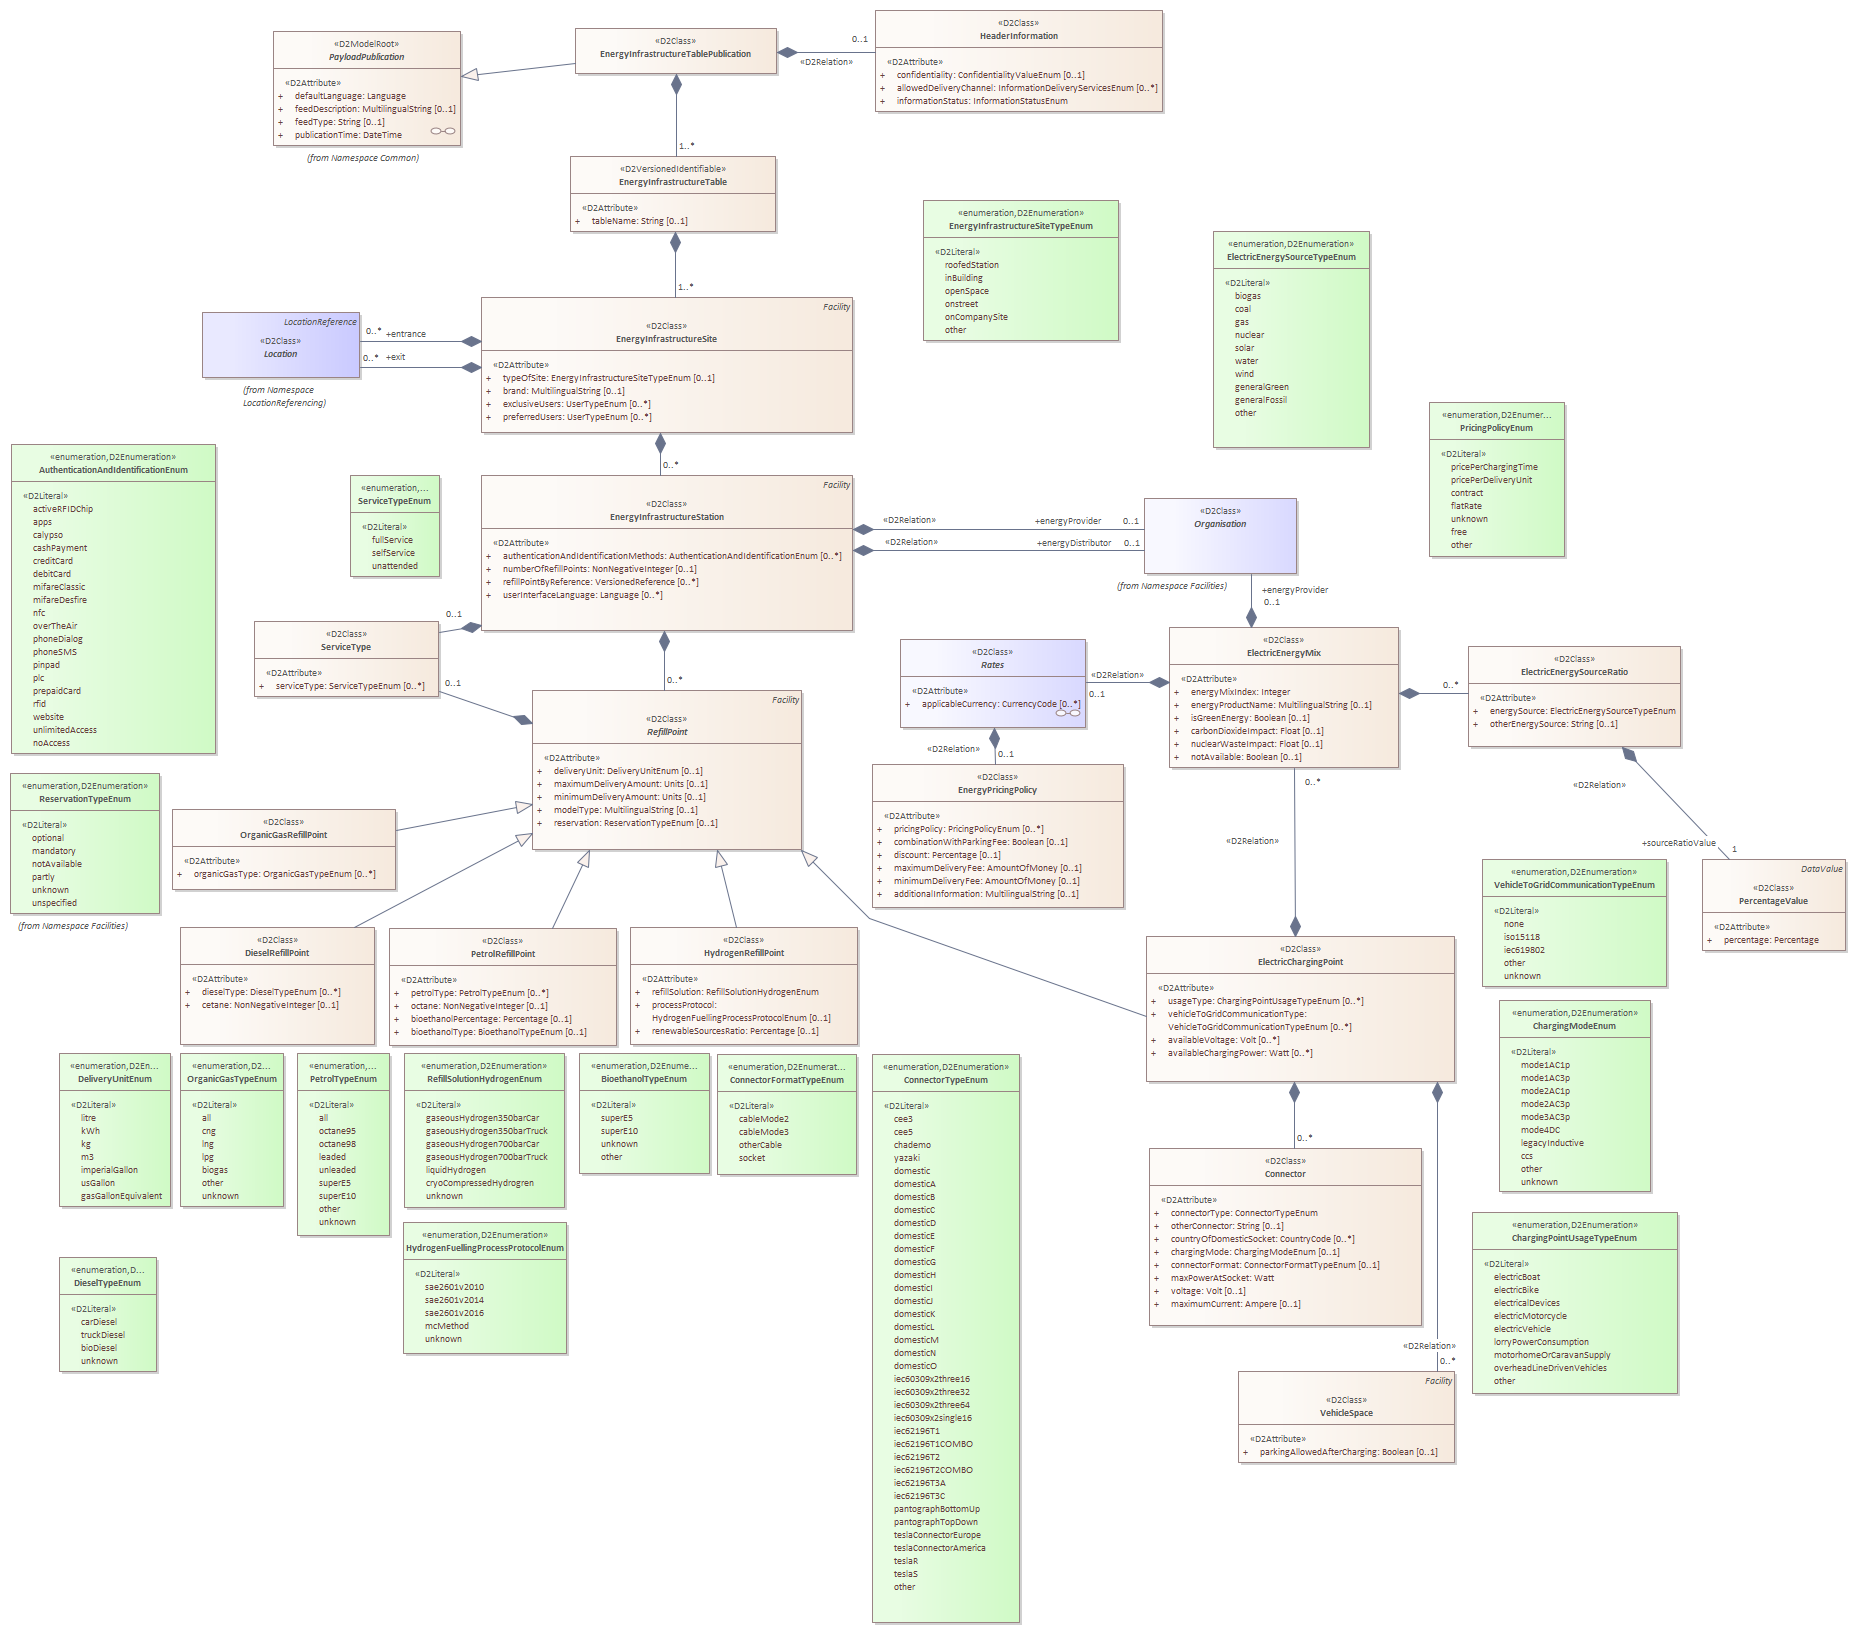 «D2ModelRoot»
PayloadPublication
«D2Attribute»
+ defaultLanguage: Language
+ feedDescription: MultilingualString [0..1]
+ feedType: String [0..1]
+ publicationTime: DateTime
(from Namespace Common)
«D2Class»
EnergyInfrastructureTablePublication
0..1
«D2Relation»
«D2Class»
HeaderInformation
«D2Attribute»
+ confidentiality: ConfidentialityValueEnum [0..1]
+ allowedDeliveryChannel: InformationDeliveryServicesEnum [0..*]
+ informationStatus: InformationStatusEnum
1..*
«D2VersionedIdentifiable»
EnergyInfrastructureTable
«D2Attribute»
+ tableName: String [0..1]
1..*
«enumeration,D2Enumeration»
EnergyInfrastructureSiteTypeEnum
«D2Literal»
roofedStation
inBuilding
openSpace
onstreet
onCompanySite
other
«enumeration,D2Enumeration»
ElectricEnergySourceTypeEnum
«D2Literal»
biogas
coal
gas
nuclear
solar
water
wind
generalGreen
generalFossil
other
LocationReference
«D2Class»
Location
(from Namespace
LocationReferencing)
0..* +entrance
0..* +exit
Facility
«D2Class»
EnergyInfrastructureSite
«D2Attribute»
+ typeOfSite: EnergyInfrastructureSiteTypeEnum [0..1]
+ brand: MultilingualString [0..1]
+ exclusiveUsers: UserTypeEnum [0..*]
+ preferredUsers: UserTypeEnum [0..*]
0..*
«enumeration,D2Enumer...
PricingPolicyEnum
«D2Literal»
pricePerChargingTime
pricePerDeliveryUnit
contract
flatRate
unknown
free
other
«enumeration,D2Enumeration»
AuthenticationAndIdentificationEnum
«D2Literal»
activeRFIDChip
apps
calypso
cashPayment
creditCard
debitCard
mifareClassic
mifareDesfire
nfc
overTheAir
phoneDialog
phoneSMS
pinpad
plc
prepaidCard
rfid
website
unlimitedAccess
noAccess
«enumeration,...
ServiceTypeEnum
«D2Literal»
fullService
selfService
unattended
Facility
«D2Class»
EnergyInfrastructureStation
«D2Attribute»
+ authenticationAndIdentificationMethods: AuthenticationAndIdentificationEnum [0..*]
+ numberOfRefillPoints: NonNegativeInteger [0..1]
+ refillPointByReference: VersionedReference [0..*]
+ userInterfaceLanguage: Language [0..*]
«D2Relation» +energyProvider 0..1
«D2Relation» +energyDistributor 0..1
«D2Class»
Organisation
(from Namespace Facilities)
+energyProvider
0..1
0..1
«D2Class»
ServiceType
«D2Attribute»
+ serviceType: ServiceTypeEnum [0..*]
0..1
0..*
Facility
«D2Class»
RefillPoint
«D2Attribute»
+ deliveryUnit: DeliveryUnitEnum [0..1]
+ maximumDeliveryAmount: Units [0..1]
+ minimumDeliveryAmount: Units [0..1]
+ modelType: MultilingualString [0..1]
+ reservation: ReservationTypeEnum [0..1]
«D2Class»
Rates
«D2Attribute»
+ applicableCurrency: CurrencyCode [0..*]
«D2Relation»
0..1
«D2Class»
ElectricEnergyMix
«D2Attribute»
+ energyMixIndex: Integer
+ energyProductName: MultilingualString [0..1]
+ isGreenEnergy: Boolean [0..1]
+ carbonDioxideImpact: Float [0..1]
+ nuclearWasteImpact: Float [0..1]
+ notAvailable: Boolean [0..1]
0..*
«D2Class»
ElectricEnergySourceRatio
«D2Attribute»
+ energySource: ElectricEnergySourceTypeEnum
+ otherEnergySource: String [0..1]
«D2Relation»
0..1
«D2Class»
EnergyPricingPolicy
«D2Attribute»
+ pricingPolicy: PricingPolicyEnum [0..*]
+ combinationWithParkingFee: Boolean [0..1]
+ discount: Percentage [0..1]
+ maximumDeliveryFee: AmountOfMoney [0..1]
+ minimumDeliveryFee: AmountOfMoney [0..1]
+ additionalInformation: MultilingualString [0..1]
0..*
«D2Relation»
«D2Relation»
+sourceRatioValue 1
DataValue
«D2Class»
PercentageValue
«D2Attribute»
+ percentage: Percentage
«enumeration,D2Enumeration»
ReservationTypeEnum
«D2Literal»
optional
mandatory
notAvailable
partly
unknown
unspecified
(from Namespace Facilities)
«D2Class»
OrganicGasRefillPoint
«D2Attribute»
+ organicGasType: OrganicGasTypeEnum [0..*]
«enumeration,D2Enumeration»
VehicleToGridCommunicationTypeEnum
«D2Literal»
none
iso15118
iec619802
other
unknown
«D2Class»
DieselRefillPoint
«D2Attribute»
+ dieselType: DieselTypeEnum [0..*]
+ cetane: NonNegativeInteger [0..1]
«D2Class»
PetrolRefillPoint
«D2Attribute»
+ petrolType: PetrolTypeEnum [0..*]
+ octane: NonNegativeInteger [0..1]
+ bioethanolPercentage: Percentage [0..1]
+ bioethanolType: BioethanolTypeEnum [0..1]
«D2Class»
HydrogenRefillPoint
«D2Attribute»
+ refillSolution: RefillSolutionHydrogenEnum
+ processProtocol:
HydrogenFuellingProcessProtocolEnum [0..1]
+ renewableSourcesRatio: Percentage [0..1]
«D2Class»
ElectricChargingPoint
«D2Attribute»
+ usageType: ChargingPointUsageTypeEnum [0..*]
+ vehicleToGridCommunicationType:
VehicleToGridCommunicationTypeEnum [0..*]
+ availableVoltage: Volt [0..*]
+ availableChargingPower: Watt [0..*]
«enumeration,D2Enumeration»
ChargingModeEnum
«D2Literal»
mode1AC1p
mode1AC3p
mode2AC1p
mode2AC3p
mode3AC3p
mode4DC
legacyInductive
ccs
other
unknown
«enumeration,D2En...
DeliveryUnitEnum
«D2Literal»
litre
kWh
kg
m3
imperialGallon
usGallon
gasGallonEquivalent
«enumeration,D2...
OrganicGasTypeEnum
«D2Literal»
all
cng
lng
lpg
biogas
other
unknown
«enumeration,...
PetrolTypeEnum
«D2Literal»
all
octane95
octane98
leaded
unleaded
superE5
superE10
other
unknown
«enumeration,D2Enumeration»
RefillSolutionHydrogenEnum
«D2Literal»
gaseousHydrogen350barCar
gaseousHydrogen350barTruck
gaseousHydrogen700barCar
gaseousHydrogen700barTruck
liquidHydrogen
cryoCompressedHydrogren
unknown
«enumeration,D2Enume...
BioethanolTypeEnum
«D2Literal»
superE5
superE10
unknown
other
«enumeration,D2Enumerat...
ConnectorFormatTypeEnum
«D2Literal»
cableMode2
cableMode3
otherCable
socket
«enumeration,D2Enumeration»
ConnectorTypeEnum
«D2Literal»
cee3
cee5
chademo
yazaki
domestic
domesticA
domesticB
domesticC
domesticD
domesticE
domesticF
domesticG
domesticH
domesticI
domesticJ
domesticK
domesticL
domesticM
domesticN
domesticO
iec60309x2three16
iec60309x2three32
iec60309x2three64
iec60309x2single16
iec62196T1
iec62196T1COMBO
iec62196T2
iec62196T2COMBO
iec62196T3A
iec62196T3C
pantographBottomUp
pantographTopDown
teslaConnectorEurope
teslaConnectorAmerica
teslaR
teslaS
other
0..*
«D2Class»
Connector
«D2Attribute»
+ connectorType: ConnectorTypeEnum
+ otherConnector: String [0..1]
+ countryOfDomesticSocket: CountryCode [0..*]
+ chargingMode: ChargingModeEnum [0..1]
+ connectorFormat: ConnectorFormatTypeEnum [0..1]
+ maxPowerAtSocket: Watt
+ voltage: Volt [0..1]
+ maximumCurrent: Ampere [0..1]
«enumeration,D2Enumeration»
ChargingPointUsageTypeEnum
«D2Literal»
electricBoat
electricBike
electricalDevices
electricMotorcycle
electricVehicle
lorryPowerConsumption
motorhomeOrCaravanSupply
overheadLineDrivenVehicles
other
«enumeration,D...
DieselTypeEnum
«D2Literal»
carDiesel
truckDiesel
bioDiesel
unknown
«enumeration,D2Enumeration»
HydrogenFuellingProcessProtocolEnum
«D2Literal»
sae2601v2010
sae2601v2014
sae2601v2016
mcMethod
unknown
«D2Relation»
0..*
Facility
«D2Class»
VehicleSpace
«D2Attribute»
+ parkingAllowedAfterCharging: Boolean [0..1]